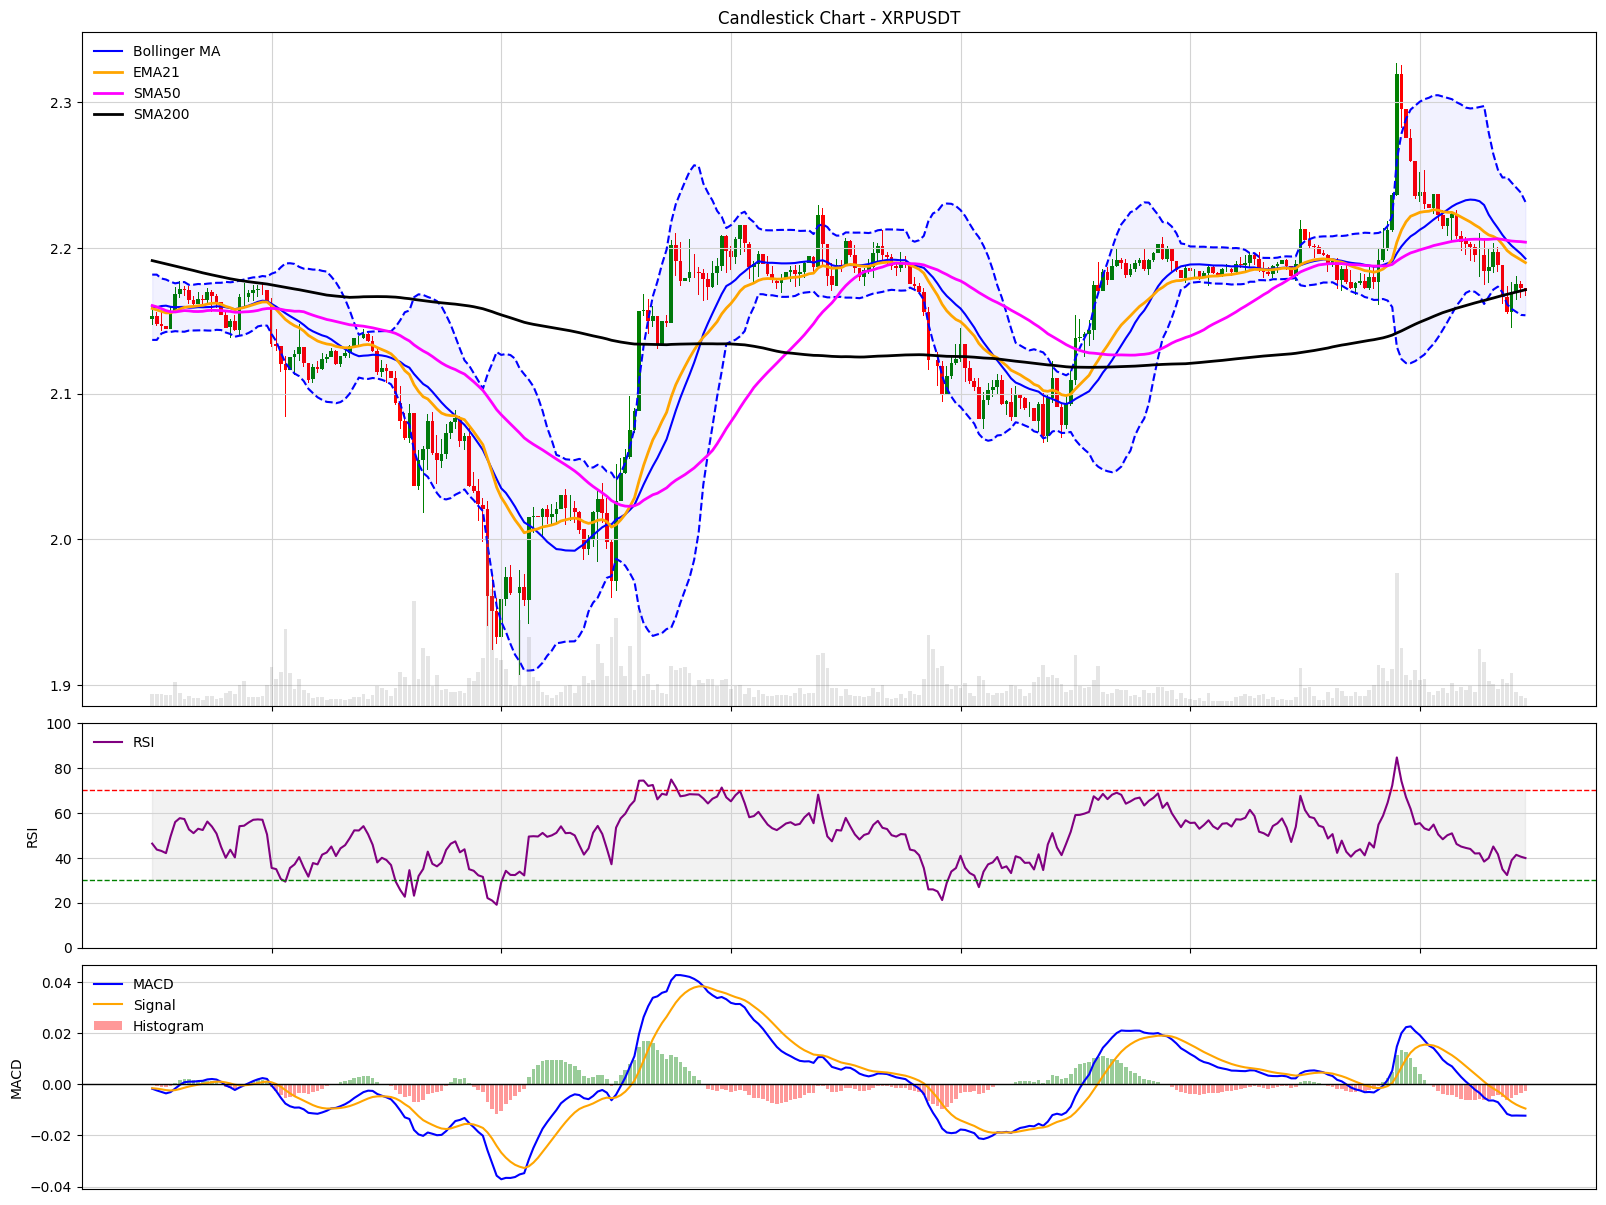 Candlestick Chart - XRPUSDT
Bollinger MA
EMA21
SMA50
SMA200
2.3
2.2
2.1
2.0
1.9
RSI
100
80
60
40
20
0
RSI
MACD
Signal
Histogram
0.04
0.02
0.00
−0.02
−0.04
MACD